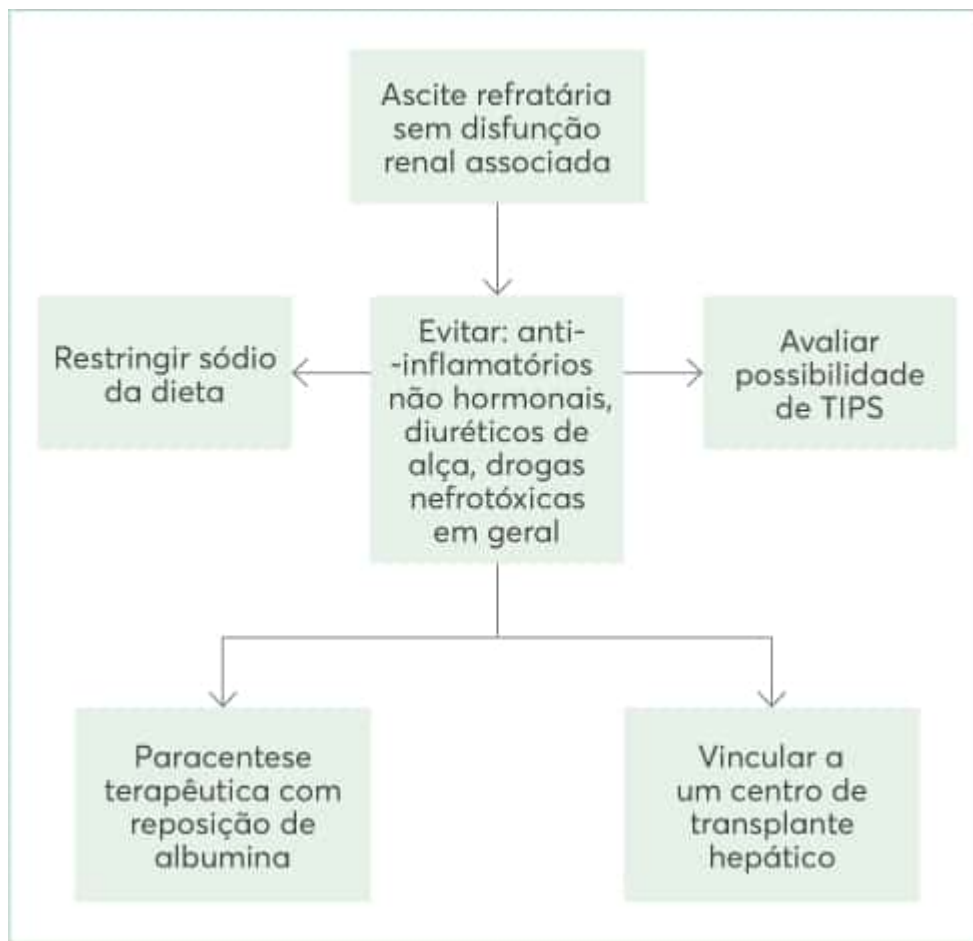 Ascite refratária
sem disfunção
renal associada
Restringir sódio
da dieta
Evitar: anti-
-inflamatórios
não hormonais,
diuréticos de
alça, drogas
nefrotóxicas
em geral
Avaliar
possibilidade
de TIPS
Paracentese
terapêutica com
reposição de
albumina
Vincular a
um centro de
transplante
hepático